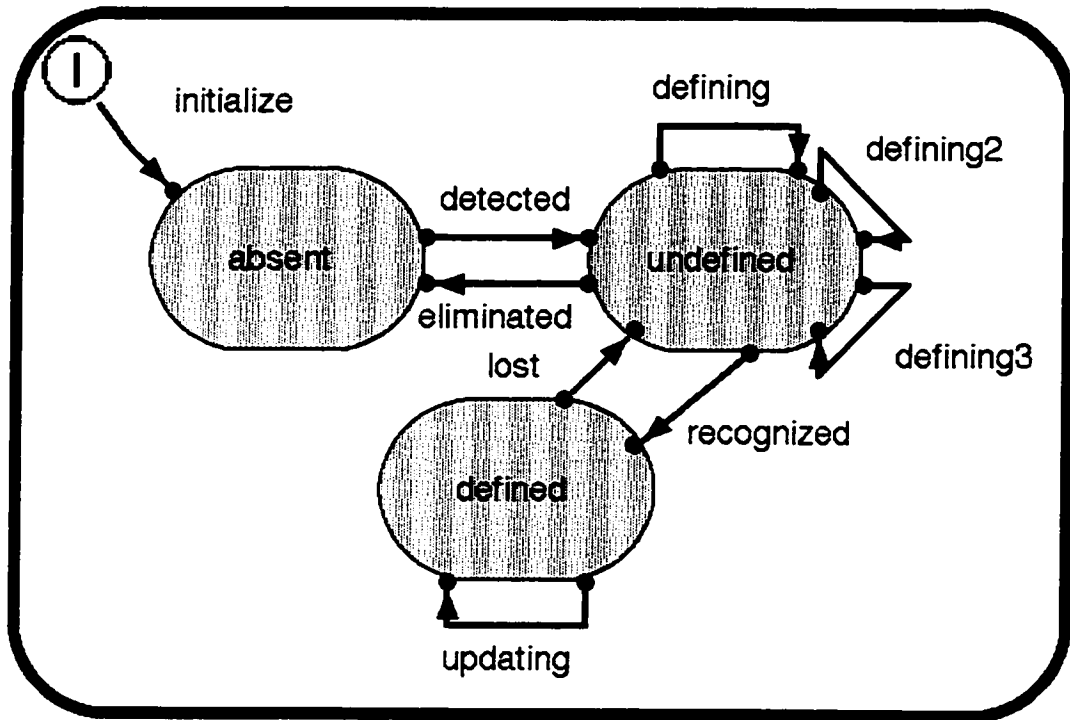 I
initialize
defining
defining2
detected
absent
undefined
eliminated
lost
defining3
recognized
defined
updating